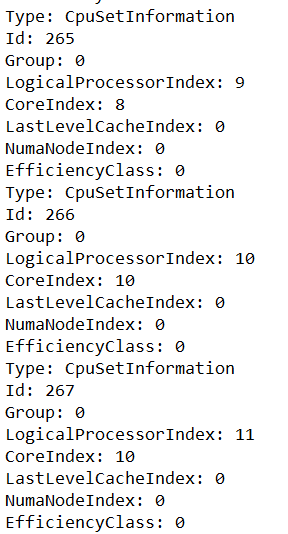 Type: CpuSetInformation
Id: 265
Group: 0
LogicalProcessorIndex: 9
CoreIndex: 8
LastLevelCacheIndex: 0
NumaNodeIndex: 0
EfficiencyClass: 0
Type: CpuSetInformation
Id: 266
Group: 0
LogicalProcessorIndex: 10
CoreIndex: 10
LastLevelCacheIndex: 0
NumaNodeIndex: 0
EfficiencyClass: 0
Type: CpuSetInformation
Id: 267
Group: 0
LogicalProcessorIndex: 11
CoreIndex: 10
LastLevelCacheIndex: 0
NumaNodeIndex: 0
EfficiencyClass: 0